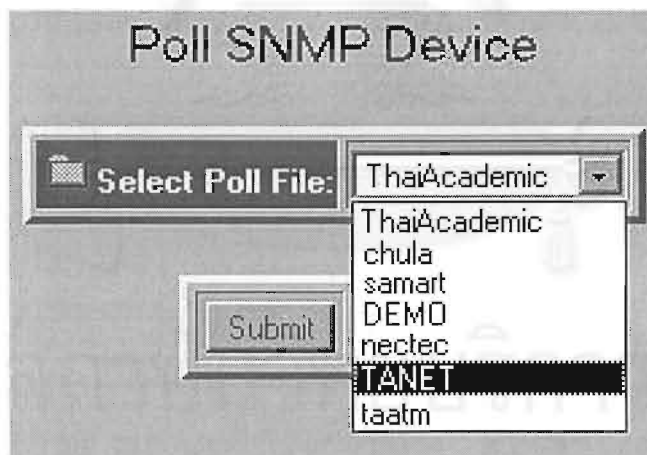 Poll SNMP Device
Select Poll File:
ThaiAcademic
ThaiAcademic
chula
samart
DEMO
nectec
TANET
taatm
Submit